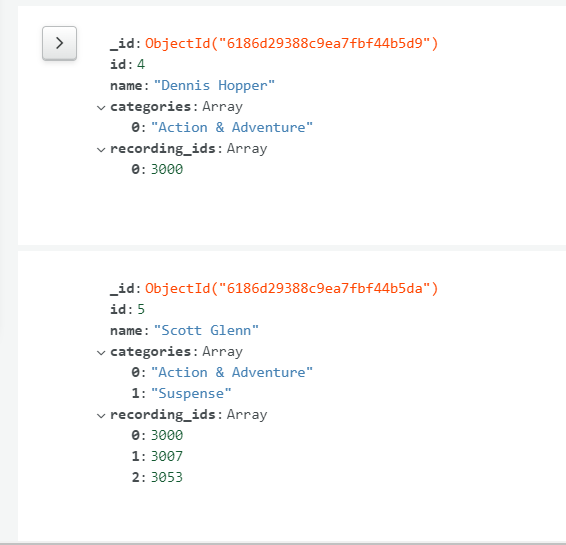 _id: ObjectId("6186d29388c9ea7fbf44b5d9")
id: 4
name: "Dennis Hopper"
categories: Array
0: "Action & Adventure"
recording_ids: Array
0: 3000
_id: ObjectId("6186d29388c9ea7fbf44b5da")
id: 5
name: "Scott Glenn"
categories: Array
0: "Action & Adventure"
1: "Suspense"
recording_ids: Array
0: 3000
1: 3007
2: 3053